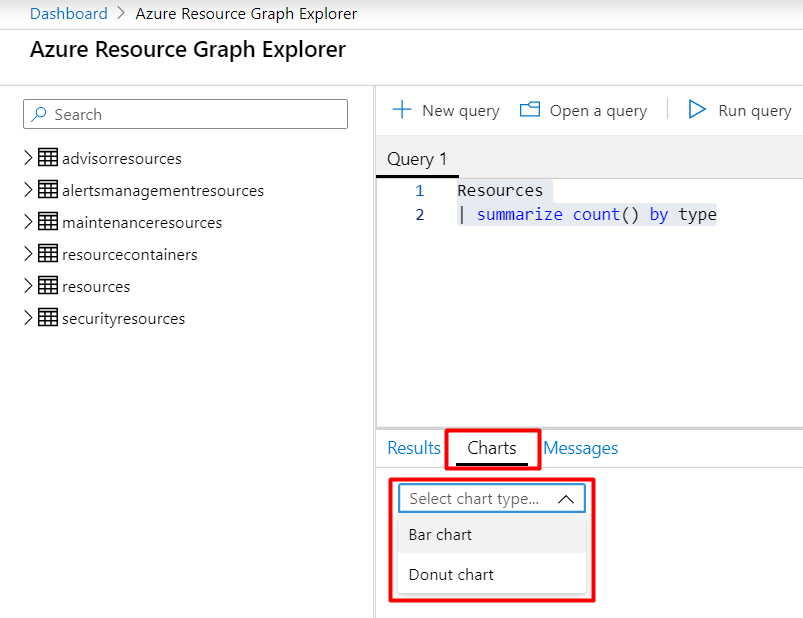 Dashboard > Azure Resource Graph Explorer
Azure Resource Graph Explorer
Search
advisorresources
alertsmanagementresources
maintenanceresources
resourcecontainers
resources
securityresources
New query Open a query Run query
Query 1
1 Resources
2 | summarize count() by type
Results Charts Messages
Select chart type...
Bar chart
Donut chart